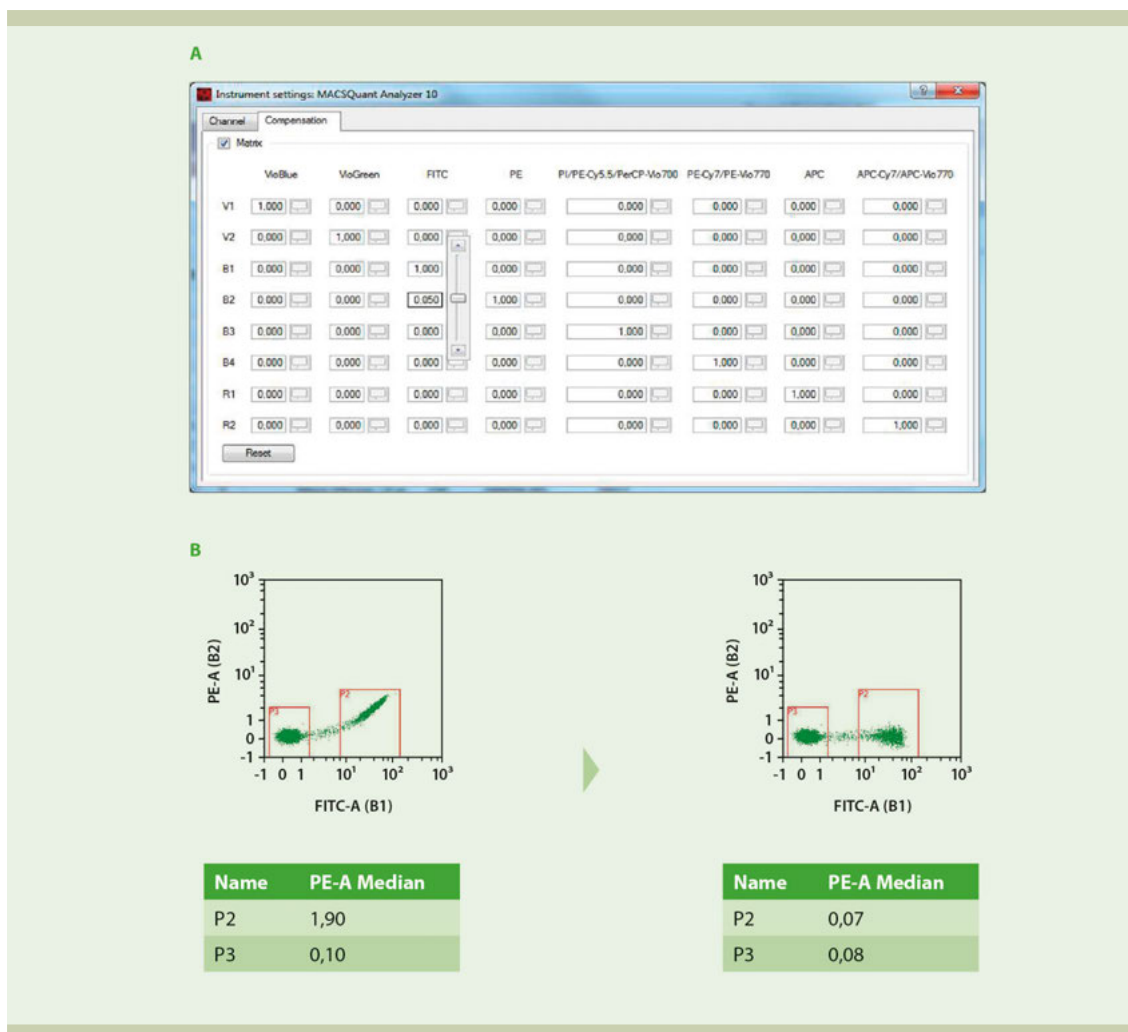 A
Instrument settings: MACSQuant Analyzer 10
Channel Compensation
Matrix
VioBlue VioGreen FITC PE PI/PE-Cy5.5/PerCP-Vio700 PE-Cy7/PE-Vio770 APC APC-Cy7/APC-Vio770
V1 1,000 0,000 0,000 0,000 0,000 0,000 0,000 0,000
V2 0,000 1,000 0,000 0,000 0,000 0,000 0,000 0,000
B1 0,000 0,000 1,000 0,000 0,000 0,000 0,000 0,000
B2 0,000 0,000 0,050 1,000 0,000 0,000 0,000 0,000
B3 0,000 0,000 0,000 0,000 1,000 0,000 0,000 0,000
B4 0,000 0,000 0,000 0,000 0,000 1,000 0,000 0,000
R1 0,000 0,000 0,000 0,000 0,000 0,000 1,000 0,000
R2 0,000 0,000 0,000 0,000 0,000 0,000 0,000 1,000
Reset
B
PE-A (B2)
10³
10²
10¹
1
0
-1
P3
P2
-1 0 1 10¹ 10² 10³
FITC-A (B1)
Name PE-A Median
P2 1,90
P3 0,10
PE-A (B2)
10³
10²
10¹
1
0
-1
P3
P2
-1 0 1 10¹ 10² 10³
FITC-A (B1)
Name PE-A Median
P2 0,07
P3 0,08